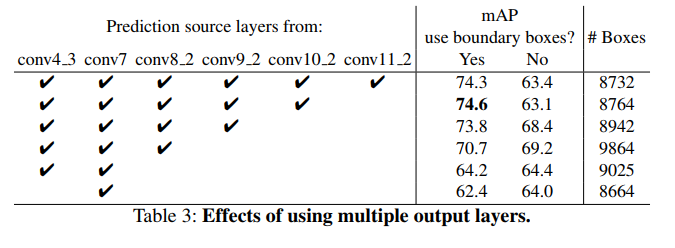 Prediction source layers from: mAP
use boundary boxes? # Boxes
conv4_3 conv7 conv8_2 conv9_2 conv10_2 conv11_2 Yes No
✔ ✔ ✔ ✔ ✔ ✔ 74.3 63.4 8732
✔ ✔ ✔ ✔ ✔ 74.6 63.1 8764
✔ ✔ ✔ ✔ 73.8 68.4 8942
✔ ✔ ✔ 70.7 69.2 9864
✔ ✔ 64.2 64.4 9025
✔ 62.4 64.0 8664
Table 3: Effects of using multiple output layers.